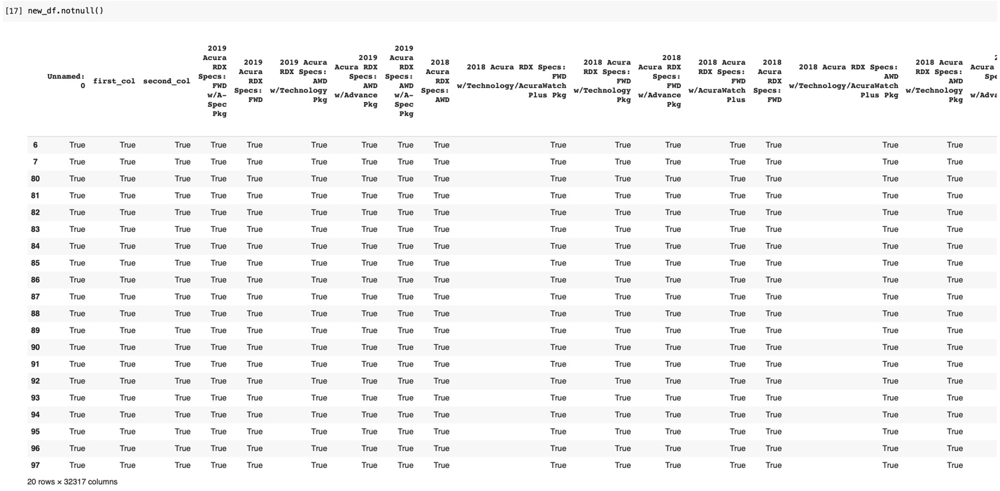 [17] new_df.notnull()
Unnamed: 0 first_col second_col 2019 Acura RDX Specs: FWD w/A-Spec Pkg 2019 Acura RDX Specs: FWD 2019 Acura RDX Specs: AWD w/Technology Pkg 2019 Acura RDX Specs: AWD w/Advance Pkg 2019 Acura RDX Specs: AWD w/A-Spec Pkg 2018 Acura RDX Specs: AWD 2018 Acura RDX Specs: FWD w/Technology/AcuraWatch Plus Pkg 2018 Acura RDX Specs: FWD w/Technology Pkg 2018 Acura RDX Specs: FWD w/Advance Pkg 2018 Acura RDX Specs: FWD w/AcuraWatch Plus 2018 Acura RDX Specs: FWD 2018 Acura RDX Specs: AWD w/Technology/AcuraWatch Plus Pkg 2018 Acura RDX Specs: AWD w/Technology Pkg 2 Acura Spe w/Adva
6 True True True True True True True True True True True True True True True True
7 True True True True True True True True True True True True True True True True
80 True True True True True True True True True True True True True True True True
81 True True True True True True True True True True True True True True True True
82 True True True True True True True True True True True True True True True True
83 True True True True True True True True True True True True True True True True
84 True True True True True True True True True True True True True True True True
85 True True True True True True True True True True True True True True True True
86 True True True True True True True True True True True True True True True True
87 True True True True True True True True True True True True True True True True
88 True True True True True True True True True True True True True True True True
89 True True True True True True True True True True True True True True True True
90 True True True True True True True True True True True True True True True True
91 True True True True True True True True True True True True True True True True
92 True True True True True True True True True True True True True True True True
93 True True True True True True True True True True True True True True True True
94 True True True True True True True True True True True True True True True True
95 True True True True True True True True True True True True True True True True
96 True True True True True True True True True True True True True True True True
97 True True True True True True True True True True True True True True True True
20 rows × 32317 columns